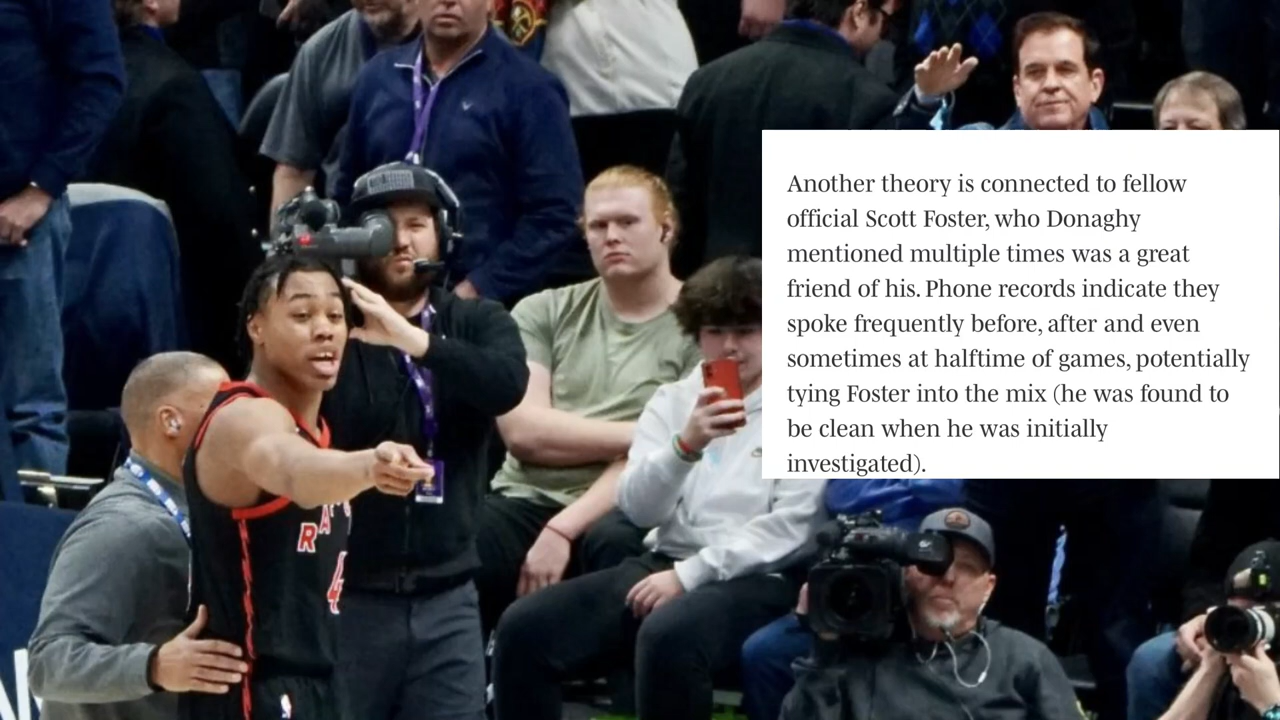 Another theory is connected to fellow
official Scott Foster, who Donaghy
mentioned multiple times was a great
friend of his. Phone records indicate they
spoke frequently before, after and even
sometimes at halftime of games, potentially
tying Foster into the mix (he was found to
be clean when he was initially
investigated).